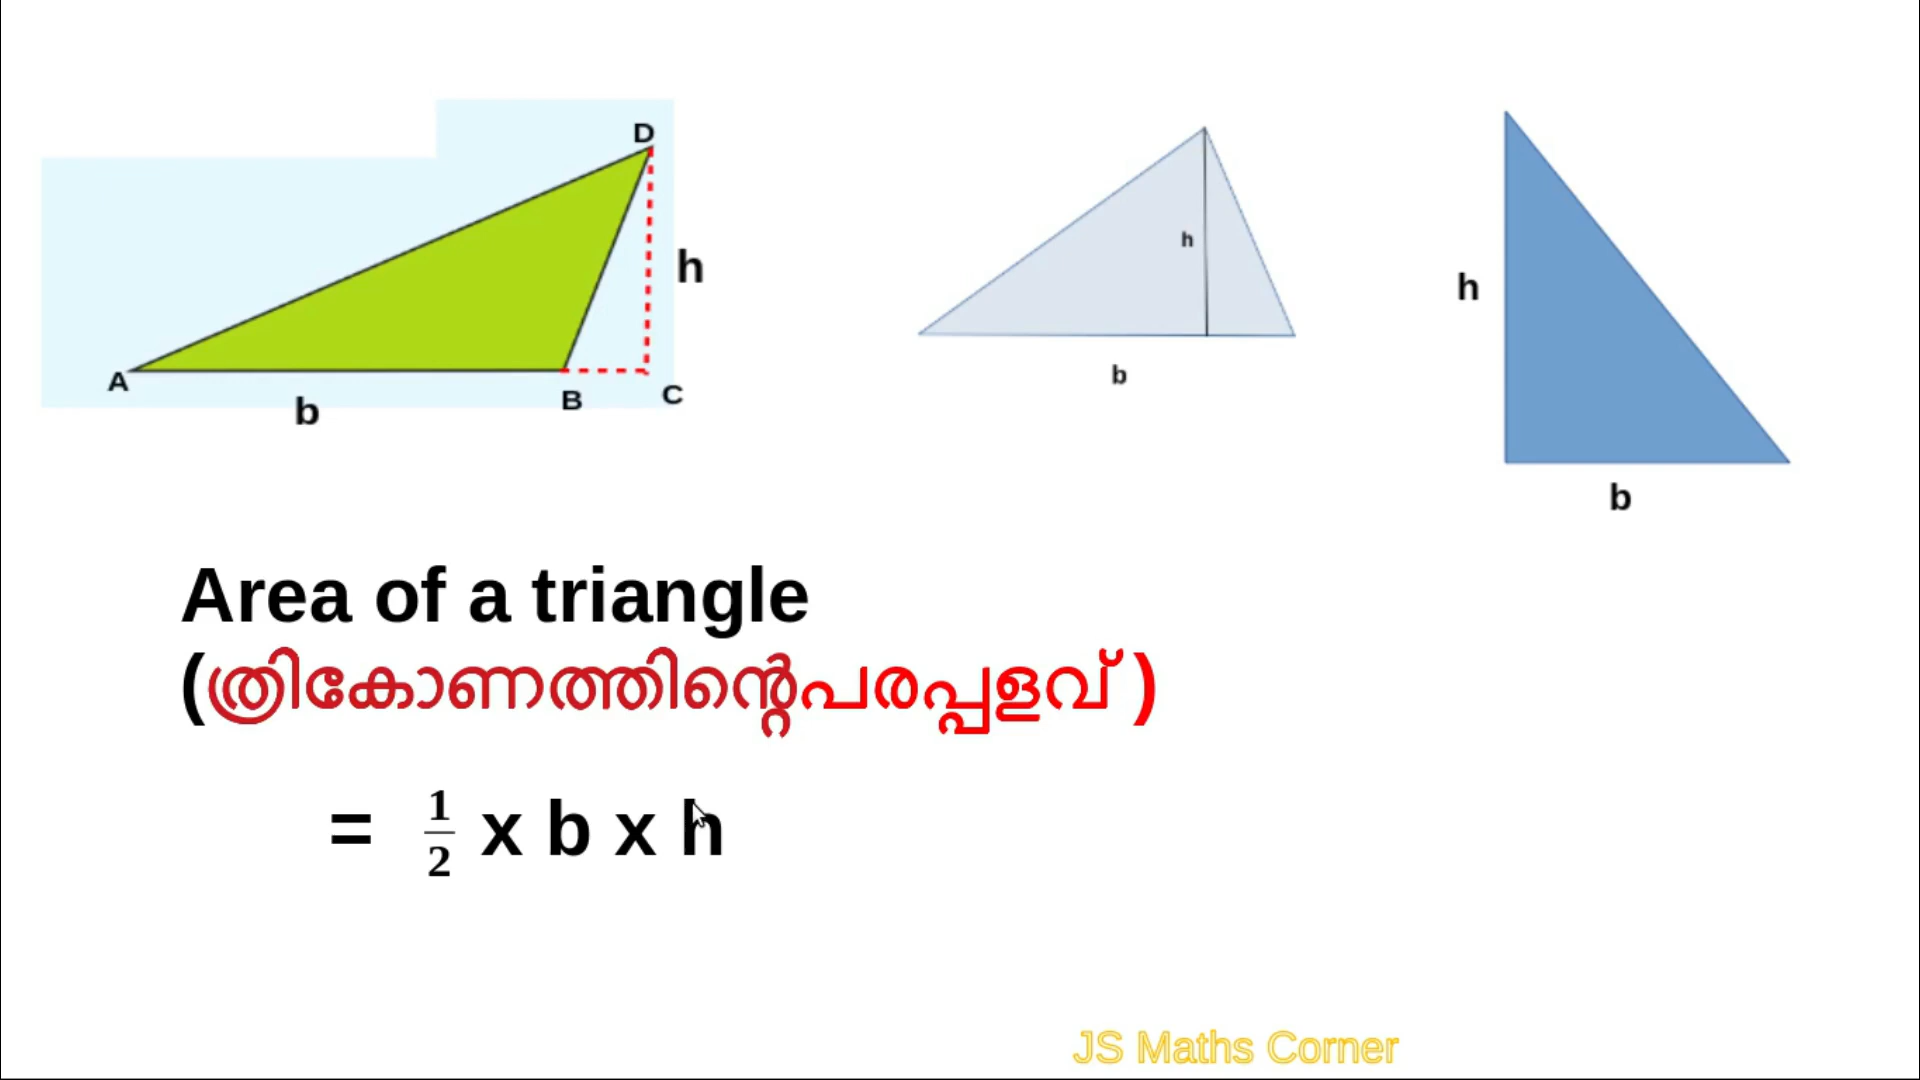 D
h
A
B
C
b
h
b
h
b
Area of a triangle
(ത്രികോണത്തിന്റെപരപ്പളവ് )
= 1/2 x b x h
JS Maths Corner